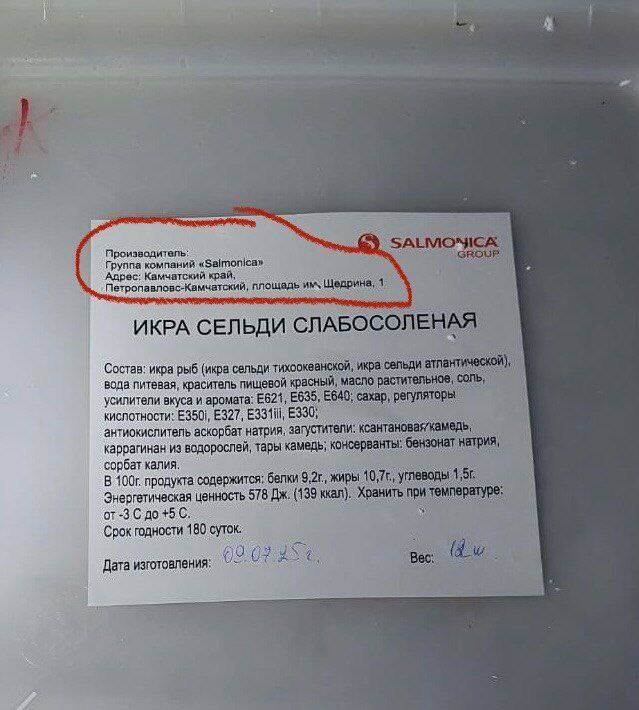 Производитель:
Группа компаний «Salmonica»
Адрес: Камчатский край,
Петропавловс-Камчатский, площадь им. Щедрина, 1
SALMONICA
GROUP
ИКРА СЕЛЬДИ СЛАБОСОЛЕНАЯ
Состав: икра рыб (икра сельди тихоокеанской, икра сельди атлантической),
вода питевая, краситель пищевой красный, масло растительное, соль,
усилители вкуса и аромата: Е621, Е635, Е640; сахар, регуляторы
кислотности: Е350i, Е327, Е331iii, Е330;
антиокислитель аскорбат натрия, загустители: ксантановая камедь,
каррагинан из водорослей, тары камедь; консерванты: бензонат натрия,
сорбат калия.
В 100г. продукта содержится: белки 9,2г., жиры 10,7г., углеводы 1,5г.
Энергетическая ценность 578 Дж. (139 ккал). Хранить при температуре:
от -3 С до +5 С.
Срок годности 180 суток.
Дата изготовления: 09.07.25г. Вес: